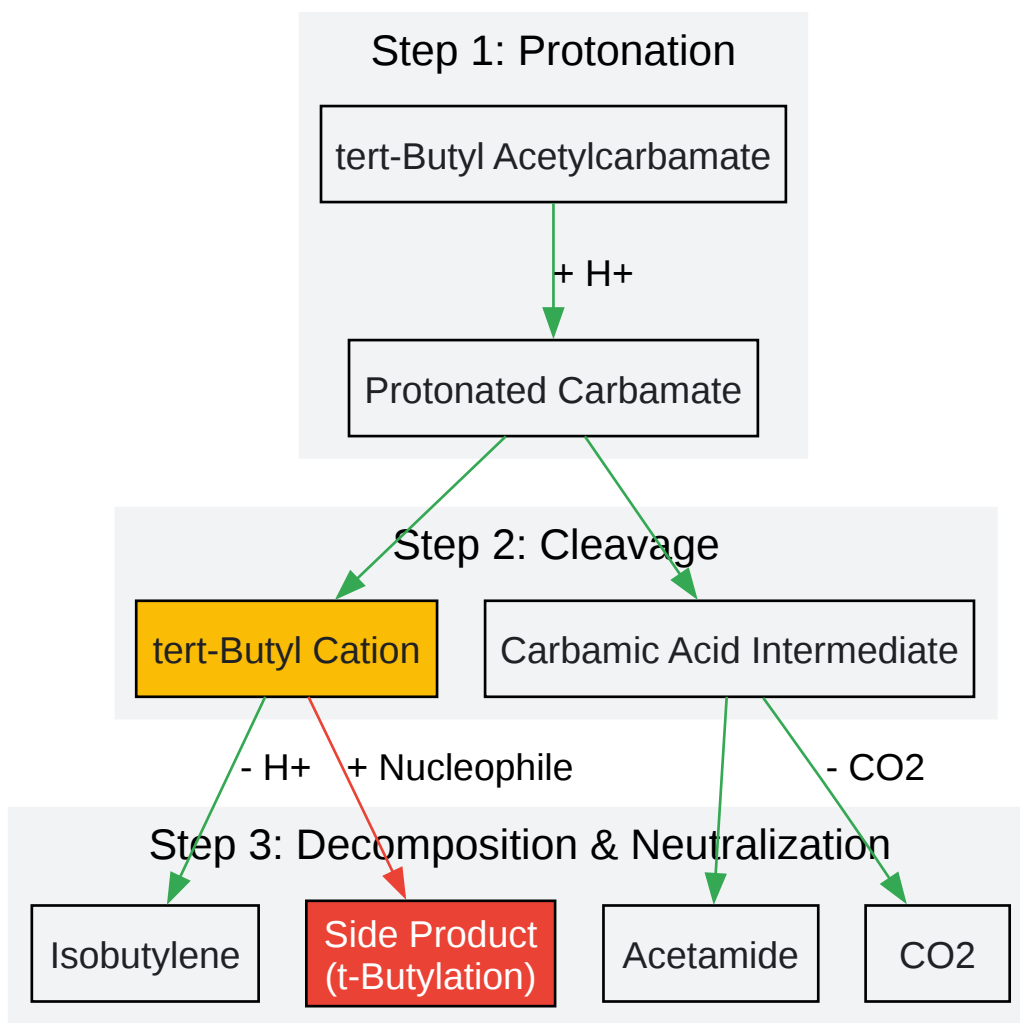 Step 1: Protonation
tert-Butyl Acetylcarbamate
+ H+
Protonated Carbamate
Step 2: Cleavage
tert-Butyl Cation
Carbamic Acid Intermediate
- H+
+ Nucleophile
- CO2
Step 3: Decomposition & Neutralization
Isobutylene
Side Product
(t-Butylation)
Acetamide
CO2